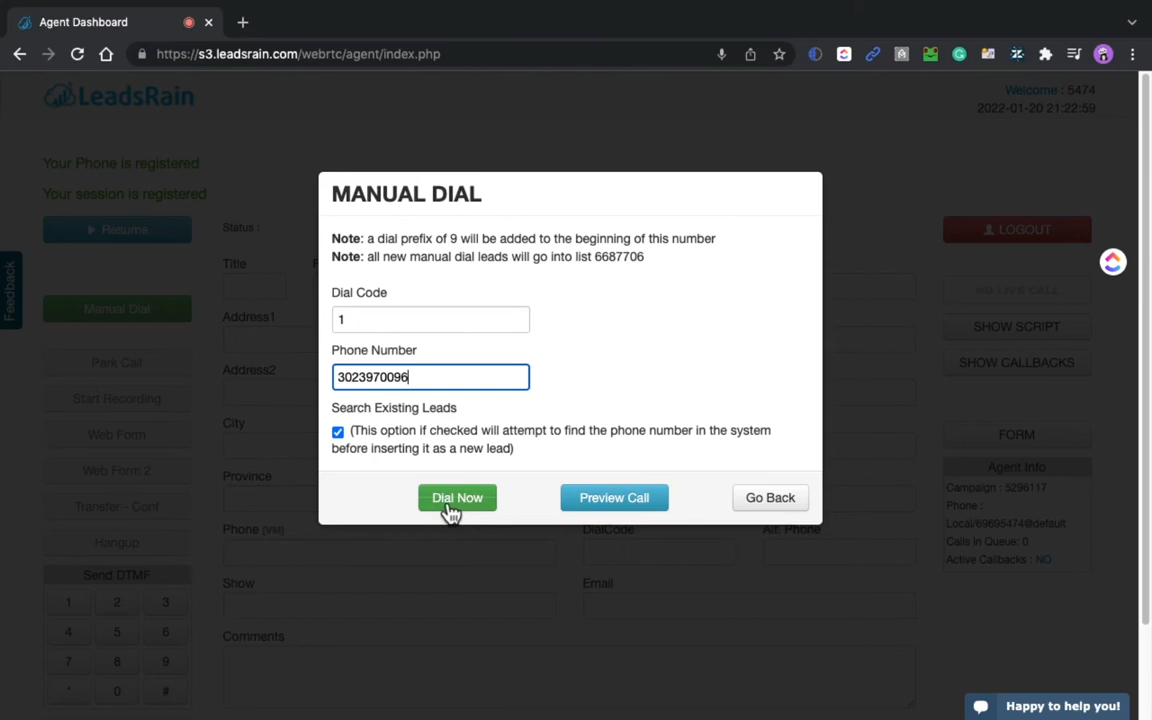 Agent Dashboard
https://s3.leadsrain.com/webrtc/agent/index.php
LeadsRain
Welcome : 5474
2022-01-20 21:22:59
Your Phone is registered
Your session is registered
Resume
Status :
LOGOUT
MANUAL DIAL
Note: a dial prefix of 9 will be added to the beginning of this number
Note: all new manual dial leads will go into list 6687706
Dial Code
1
Phone Number
3023970096
Search Existing Leads
(This option if checked will attempt to find the phone number in the system
before inserting it as a new lead)
Dial Now
Preview Call
Go Back
Feedback
Title
Manual Dial
Address1
NO LIVE CALL
SHOW SCRIPT
Park Call
Address2
SHOW CALLBACKS
Start Recording
City
Web Form
FORM
Web Form 2
Province
Agent Info
Campaign : 5296117
Phone :
Local/69695474@default
Calls in Queue: 0
Active Callbacks : NO
Transfer - Conf
Hangup
Phone [VM]
DialCode
Alt. Phone
Send DTMF
Show
Email
1 2 3
4 5 6
7 8 9
* 0 #
Comments
Happy to help you!